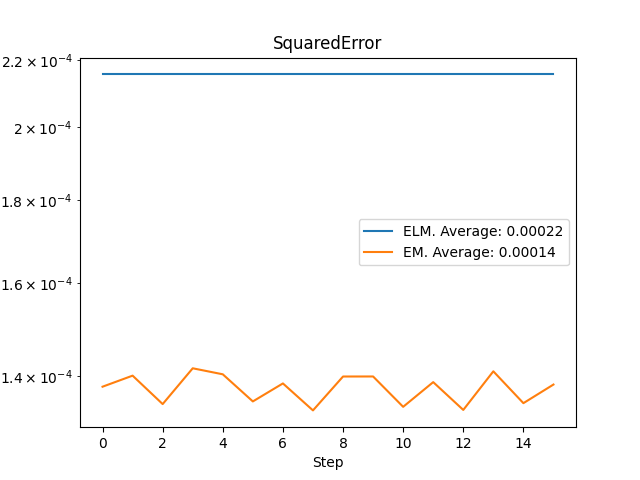 SquaredError
2.2 × 10⁻⁴
2 × 10⁻⁴
1.8 × 10⁻⁴
1.6 × 10⁻⁴
1.4 × 10⁻⁴
ELM. Average: 0.00022
EM. Average: 0.00014
0 2 4 6 8 10 12 14
Step